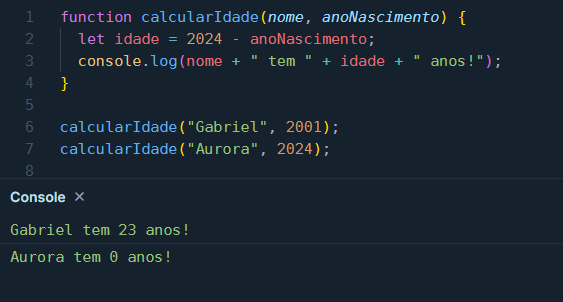 1 function calcularIdade(nome, anoNascimento) {
2 let idade = 2024 - anoNascimento;
3 console.log(nome + " tem " + idade + " anos!");
4 }
5
6 calcularIdade("Gabriel", 2001);
7 calcularIdade("Aurora", 2024);
8
Console ✕
Gabriel tem 23 anos!
Aurora tem 0 anos!